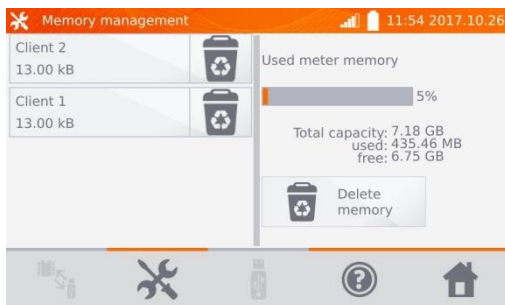 Memory management
11:54 2017.10.26
Client 2
13.00 kB
Client 1
13.00 kB
Used meter memory
5%
Total capacity: 7.18 GB
used: 435.46 MB
free: 6.75 GB
Delete
memory
?